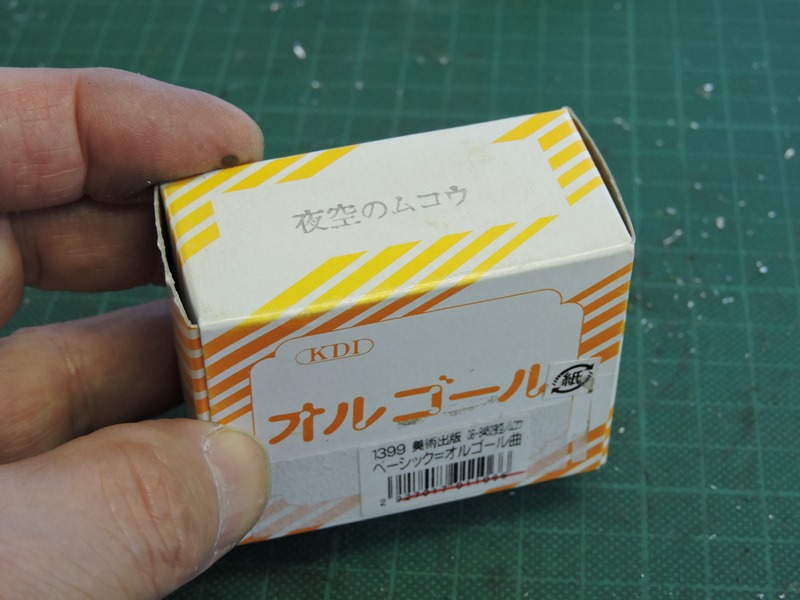 夜空のムコウ
KDI
オルゴール
紙
1399 美術出版
ベーシック=オルゴール曲